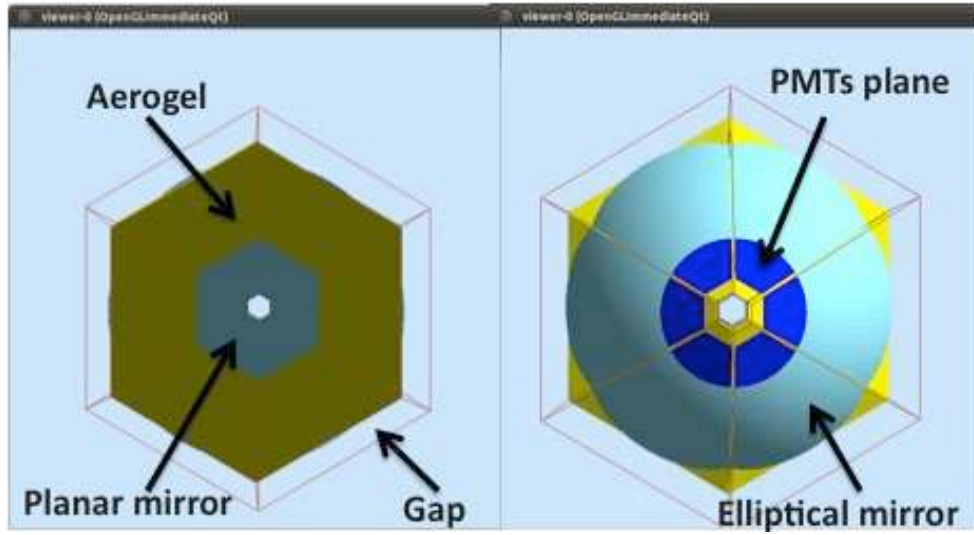 viewer-0 (OpenGLImmediateQt)
viewer-0 (OpenGLImmediateQt)
Aerogel
PMTs plane
Planar mirror
Gap
Elliptical mirror